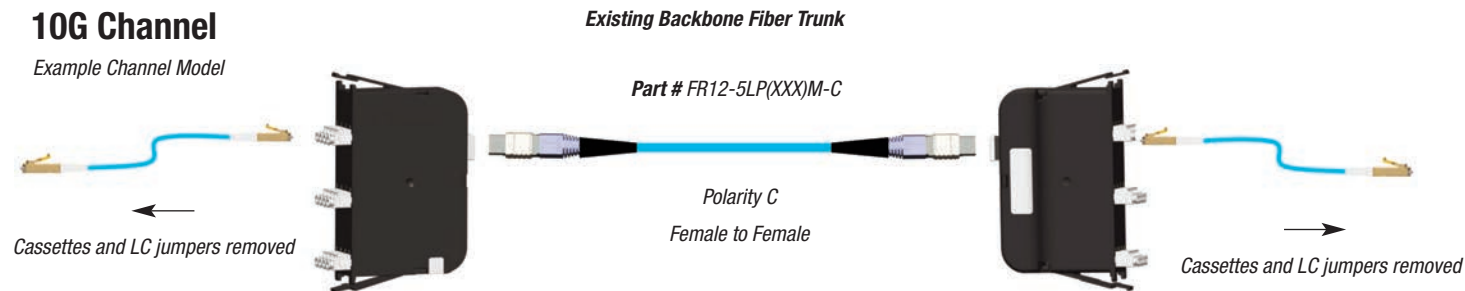 10G Channel
Example Channel Model
Existing Backbone Fiber Trunk
Part # FR12-5LP(XXX)M-C
Polarity C
Female to Female
Cassettes and LC jumpers removed
Cassettes and LC jumpers removed